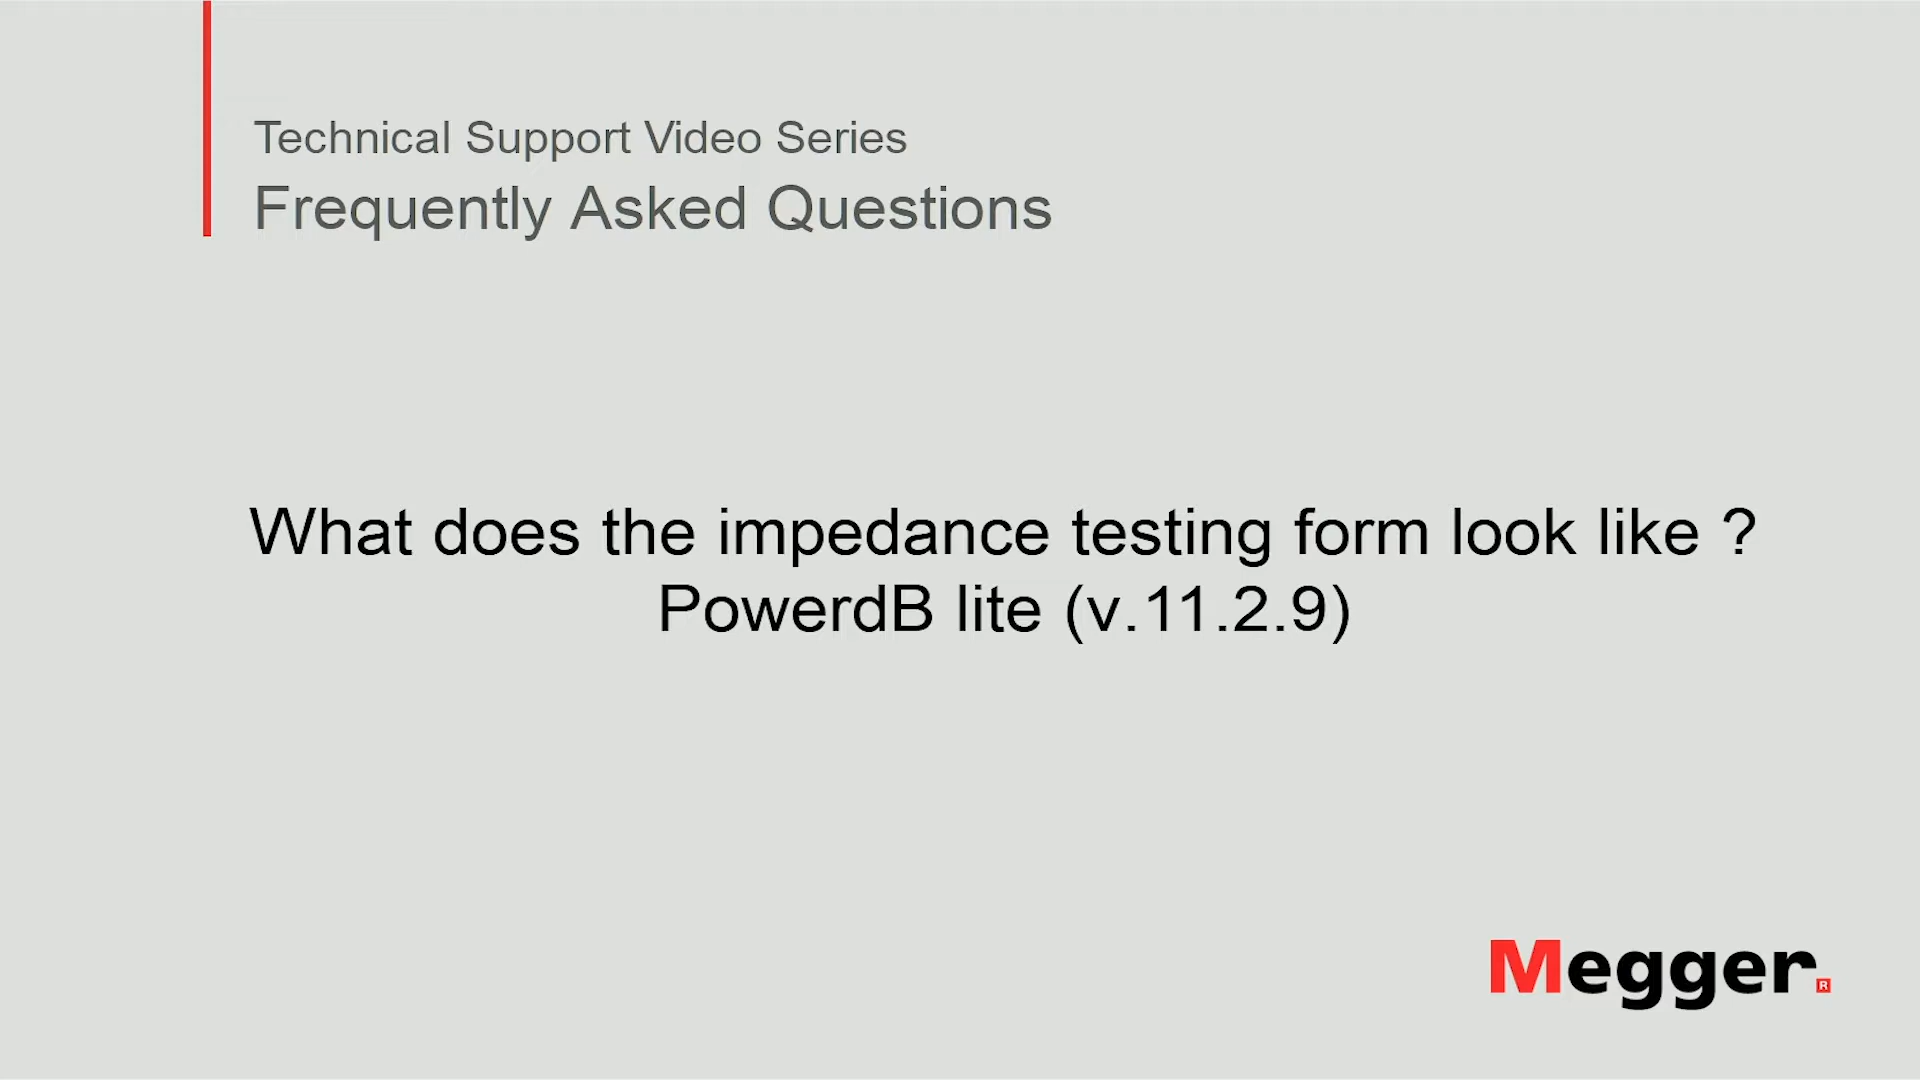 Technical Support Video Series
Frequently Asked Questions
What does the impedance testing form look like ?
PowerdB lite (v.11.2.9)
Megger®